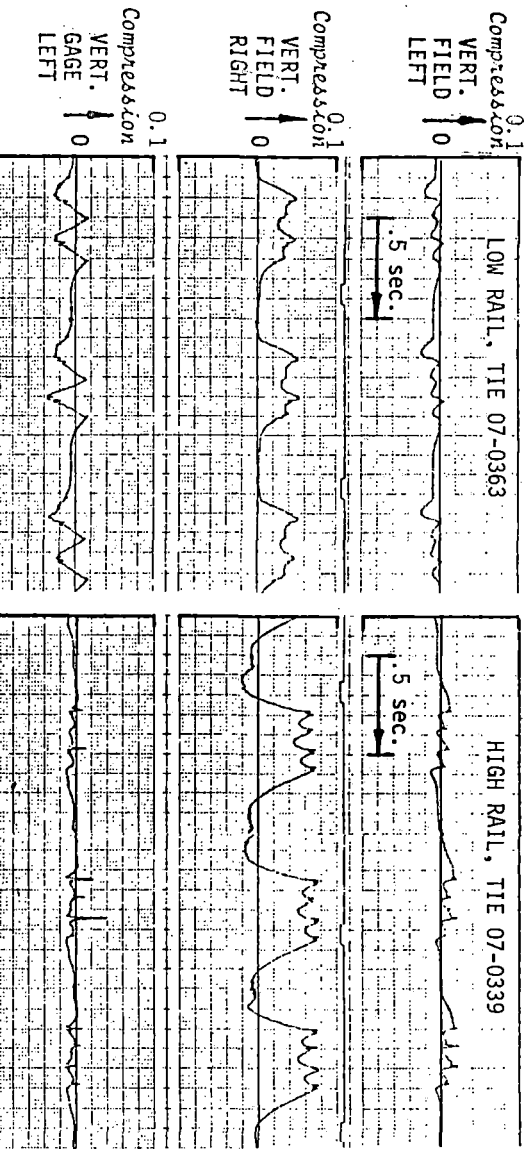 0.1
Compression
LOW RAIL, TIE 07-0363
HIGH RAIL, TIE 07-0339
VERT.
FIELD
LEFT
0
.5 sec.
.5 sec.
0.1
Compression
VERT.
FIELD
RIGHT
0
0.1
Compression
VERT.
GAGE
LEFT
0